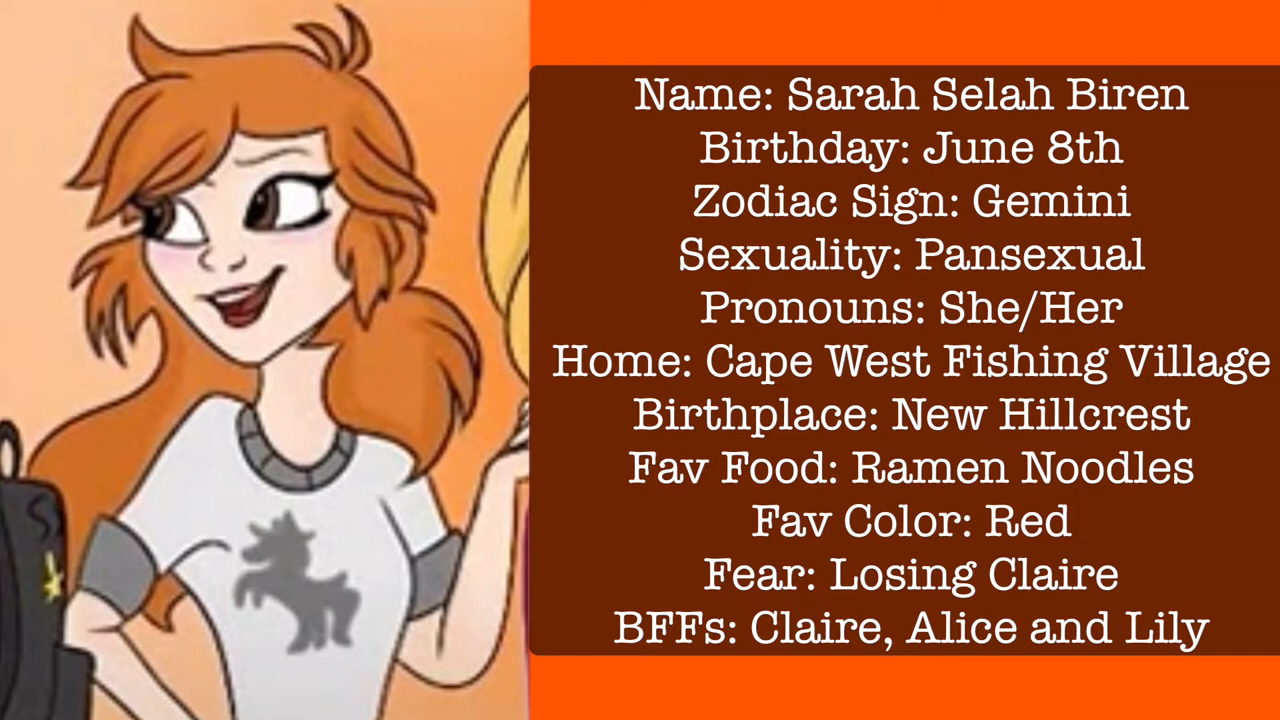 Name: Sarah Selah Biren
Birthday: June 8th
Zodiac Sign: Gemini
Sexuality: Pansexual
Pronouns: She/Her
Home: Cape West Fishing Village
Birthplace: New Hillcrest
Fav Food: Ramen Noodles
Fav Color: Red
Fear: Losing Claire
BFFs: Claire, Alice and Lily